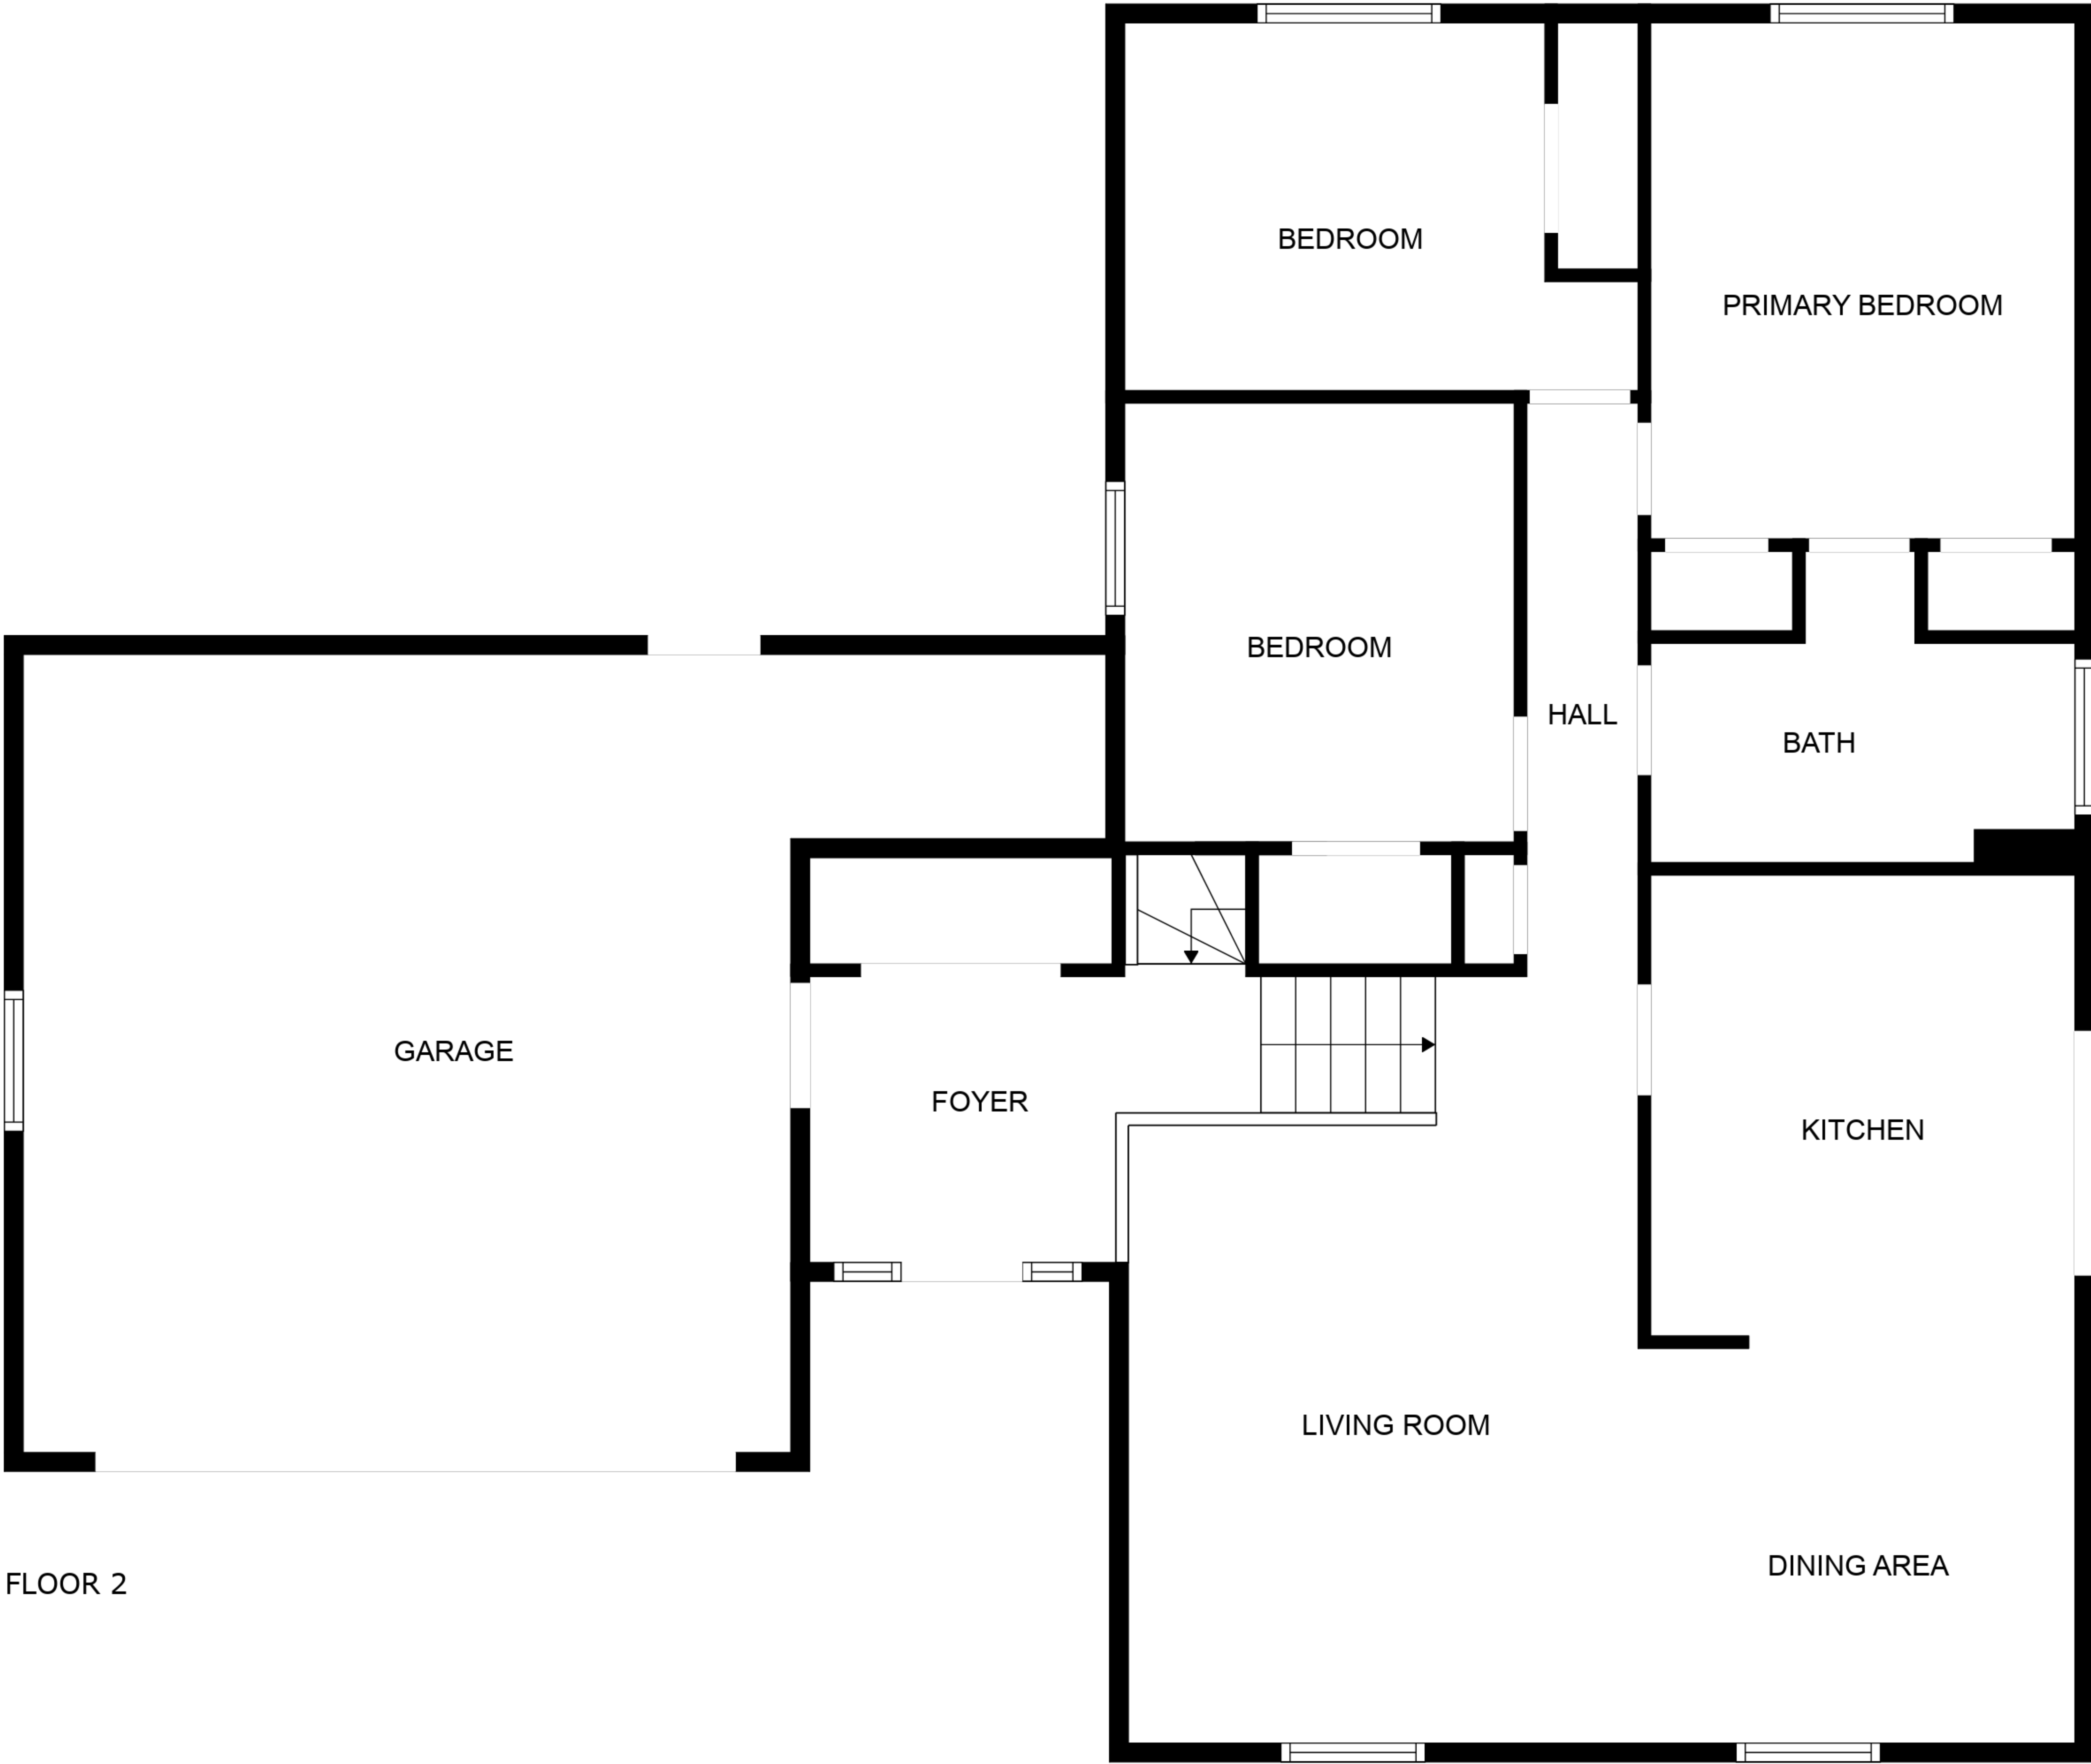 BEDROOM
PRIMARY BEDROOM
BEDROOM
HALL
BATH
GARAGE
FOYER
KITCHEN
LIVING ROOM
DINING AREA
FLOOR 2